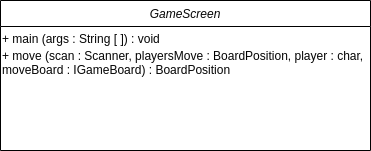 GameScreen
+ main (args : String [ ]) : void
+ move (scan : Scanner, playersMove : BoardPosition, player : char,
moveBoard : IGameBoard) : BoardPosition